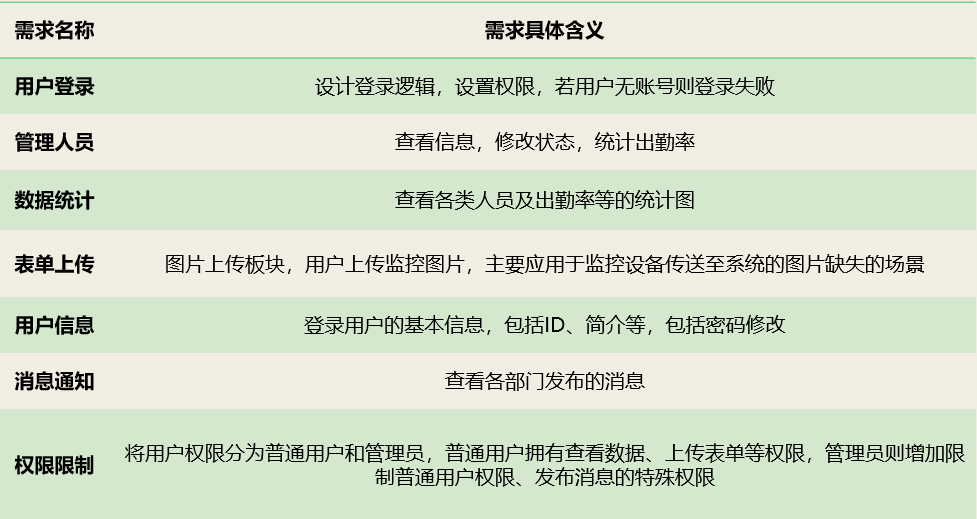 需求名称 需求具体含义
用户登录 设计登录逻辑，设置权限，若用户无账号则登录失败
管理人员 查看信息，修改状态，统计出勤率
数据统计 查看各类人员及出勤率等的统计图
表单上传 图片上传板块，用户上传监控图片，主要应用于监控设备传送至系统的图片缺失的场景
用户信息 登录用户的基本信息，包括ID、简介等，包括密码修改
消息通知 查看各部门发布的消息
权限限制 将用户权限分为普通用户和管理员，普通用户拥有查看数据、上传表单等权限，管理员则增加限
制普通用户权限、发布消息的特殊权限